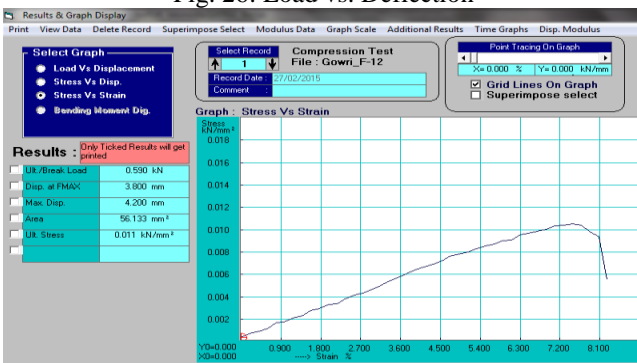 Fig. 26: Load vs. Deflection
Results & Graph Display
Print View Data Delete Record Superimpose Select Modulus Data Graph Scale Additional Results Time Graphs Disp. Modulus
Select Graph
Load Vs Displacement
Stress Vs Disp.
Stress Vs Strain
Bending Moment Dig.
Select Record
1
Compression Test
File : Gowri_F-12
Record Date : 27/02/2015
Comment :
Point Tracing On Graph
X= 0.000 % Y= 0.000 kN/mm
Grid Lines On Graph
Superimpose select
Results :
Only Ticked Results will get printed
Ult./Break Load 0.590 kN
Disp. at FMAX 3.800 mm
Max. Disp. 4.200 mm
Area 56.133 mm²
Ult. Stress 0.011 kN/mm²
Graph : Stress Vs Strain
Stress
kN/mm²
0.018
0.016
0.014
0.012
0.010
0.008
0.006
0.004
0.002
Y0=0.000
X0=0.000
0.900 1.800 2.700 3.600 4.500 5.400 6.300 7.200 8.100
----> Strain %